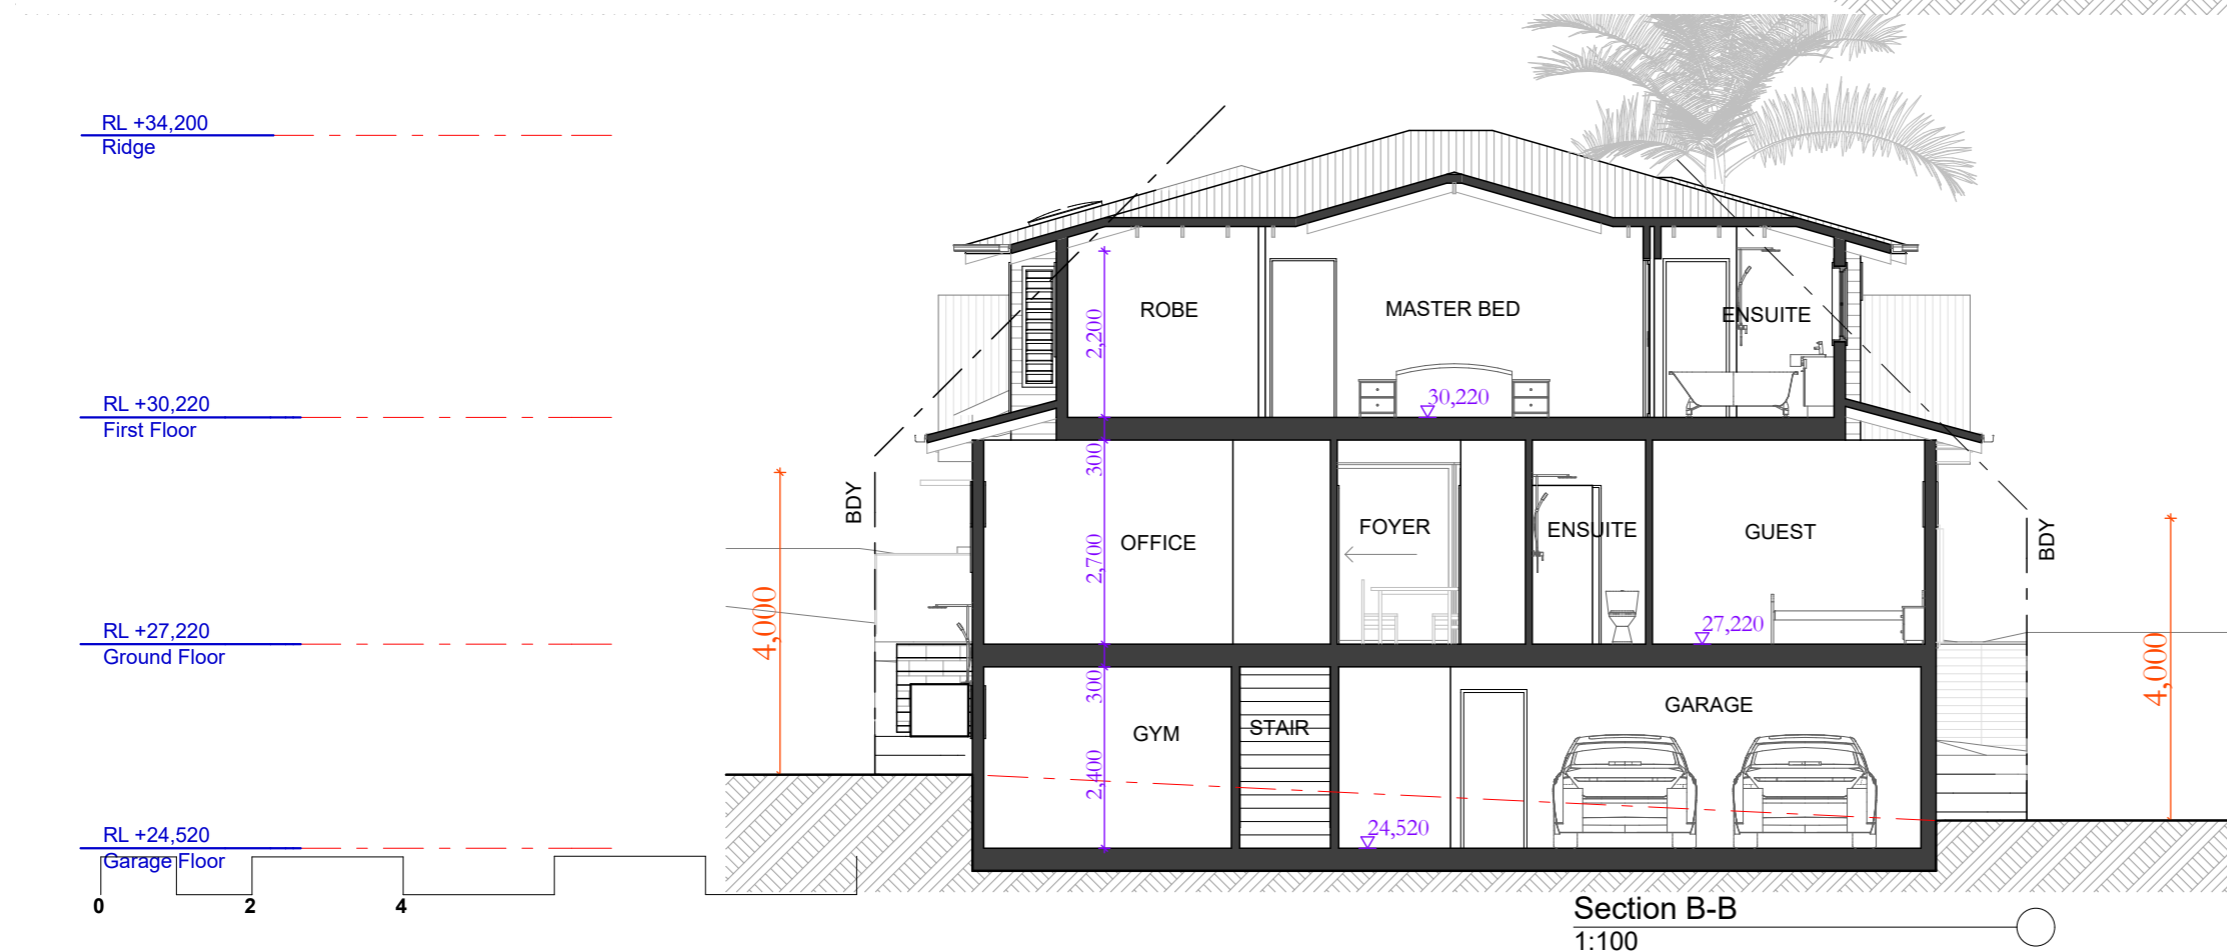 RL +34,200
Ridge
ROBE
MASTER BED
ENSUITE
2,200
RL +30,220
First Floor
30,220
300
BDY
OFFICE
FOYER
ENSUITE
GUEST
BDY
2,700
4,000
RL +27,220
Ground Floor
27,220
4,000
300
GYM
STAIR
GARAGE
2,400
RL +24,520
Garage Floor
24,520
0 2 4
Section B-B
1:100